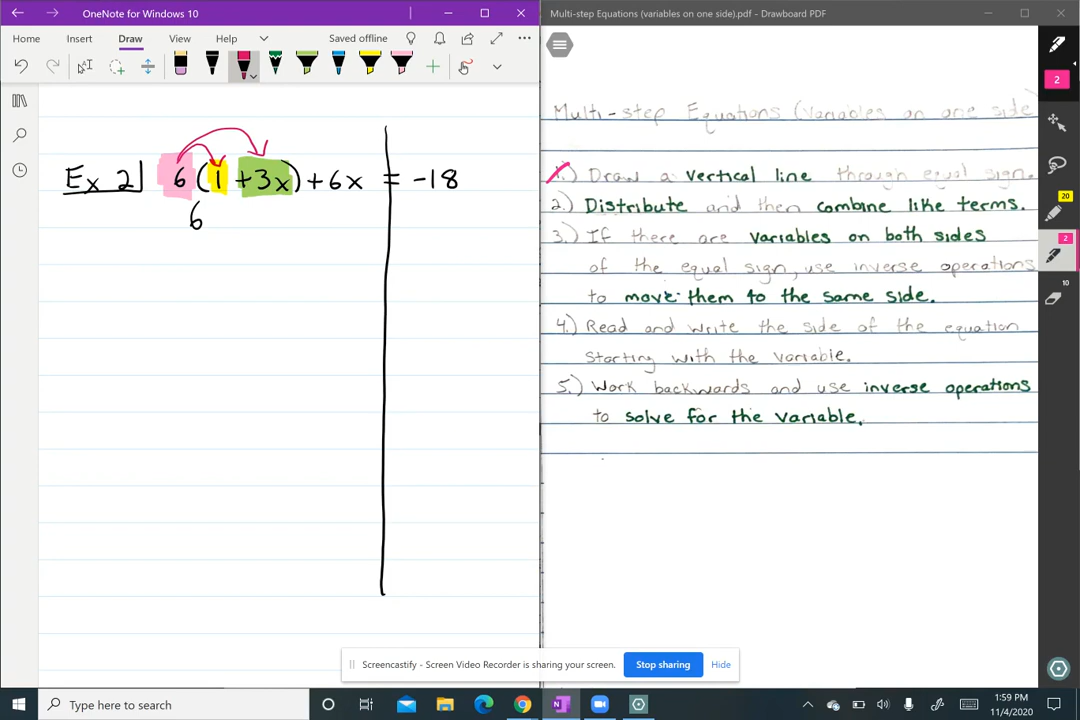 OneNote for Windows 10
Home Insert Draw View Help Saved offline
Ex 2] 6(1 +3x) + 6x = -18
6
Multi-step Equations (variables on one side).pdf - Drawboard PDF
Multi-step Equations (variables on one side
1.) Draw a vertical line through equal sign.
2.) Distribute and then combine like terms.
3.) If there are variables on both sides
of the equal sign, use inverse operations
to move them to the same side.
4.) Read and write the side of the equation
starting with the variable.
5.) Work backwards and use inverse operations
to solve for the variable.
2
20
2
10
Screencastify - Screen Video Recorder is sharing your screen. Stop sharing Hide
Type here to search
1:59 PM
11/4/2020